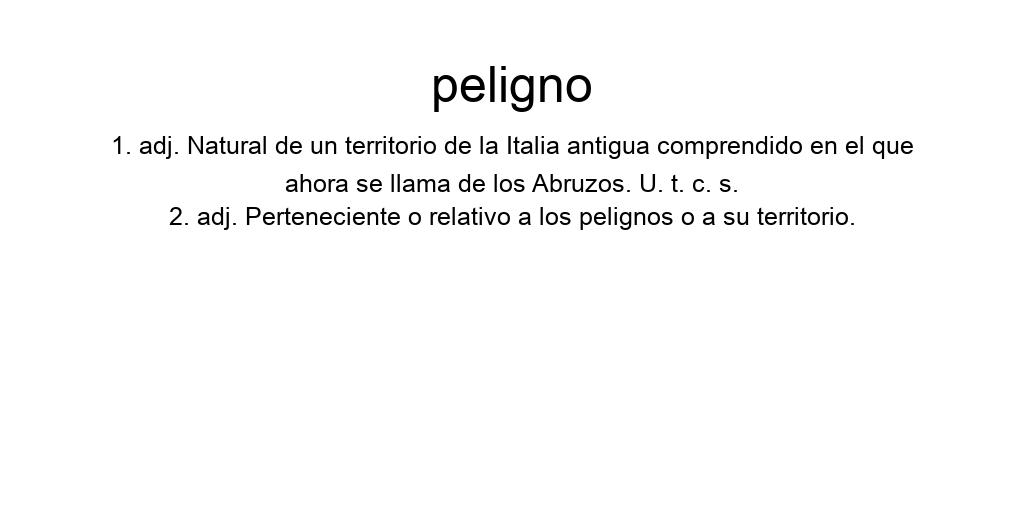 peligno
1. adj. Natural de un territorio de la Italia antigua comprendido en el que
ahora se llama de los Abruzos. U. t. c. s.
2. adj. Perteneciente o relativo a los pelignos o a su territorio.